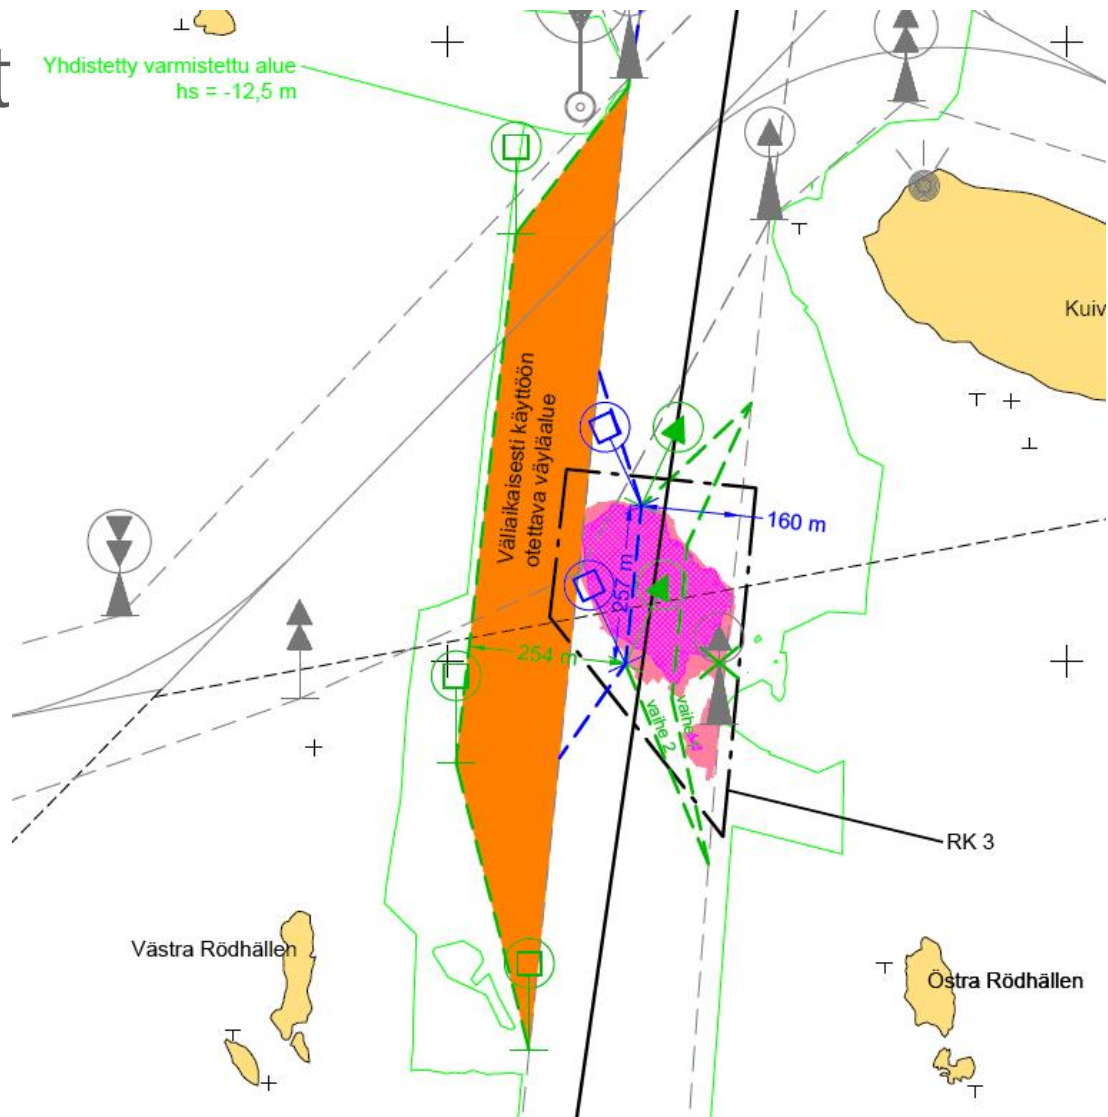 t
Yhdistetty varmistettu alue
hs = -12,5 m
Kuiv
Väliaikaisesti käyttöön
otettava väyläalue
160 m
257 m
254 m
vaihe 2
vaihe
RK 3
Västra Rödhällen
Östra Rödhällen